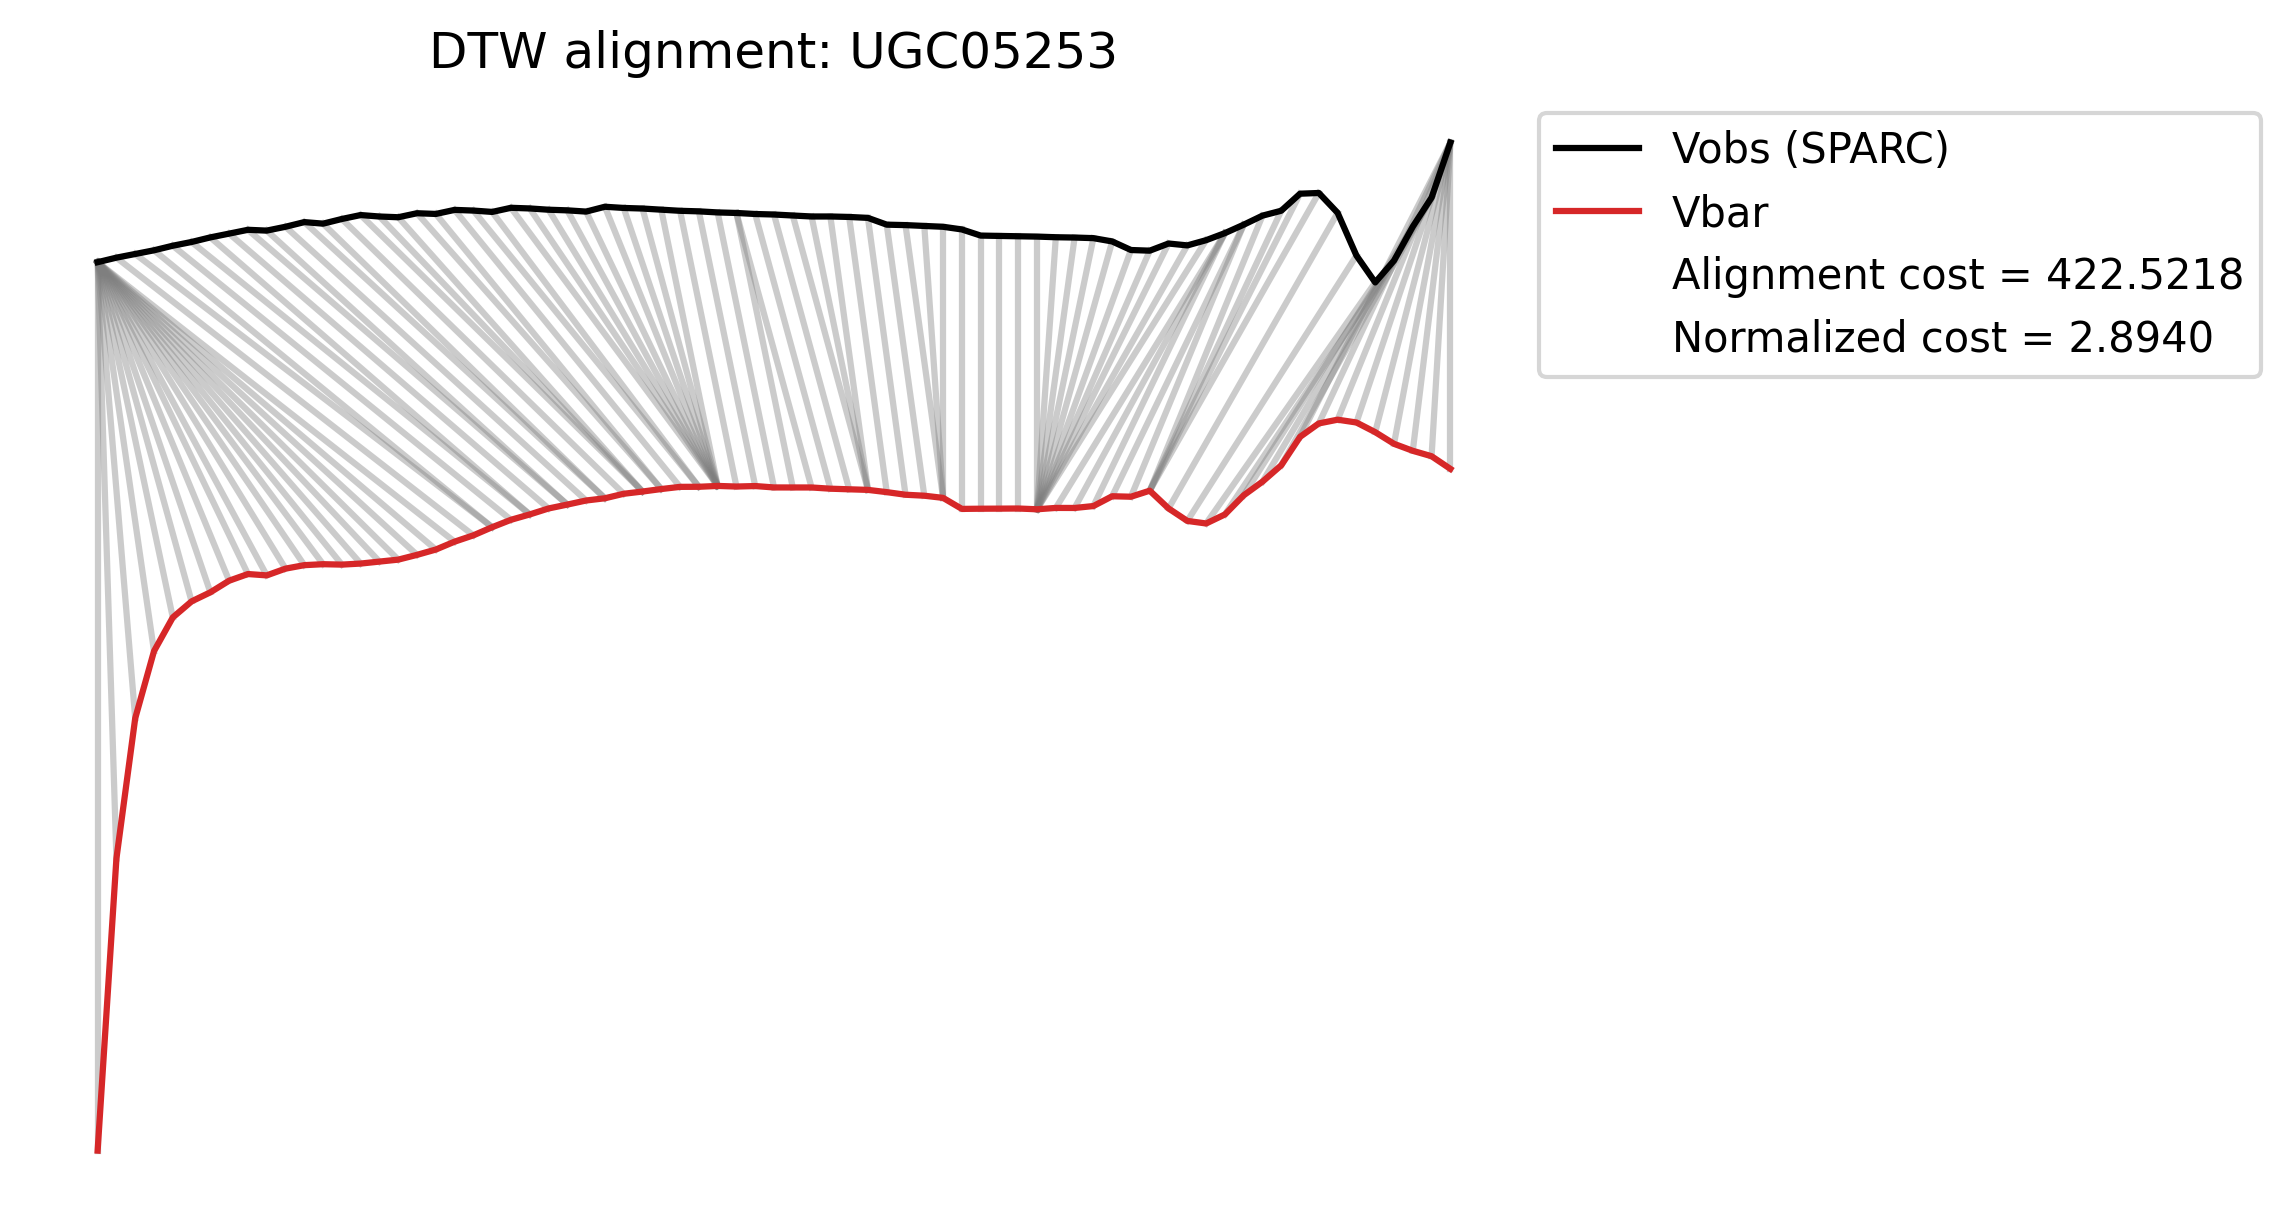 DTW alignment: UGC05253
Vobs (SPARC)
Vbar
Alignment cost = 422.5218
Normalized cost = 2.8940